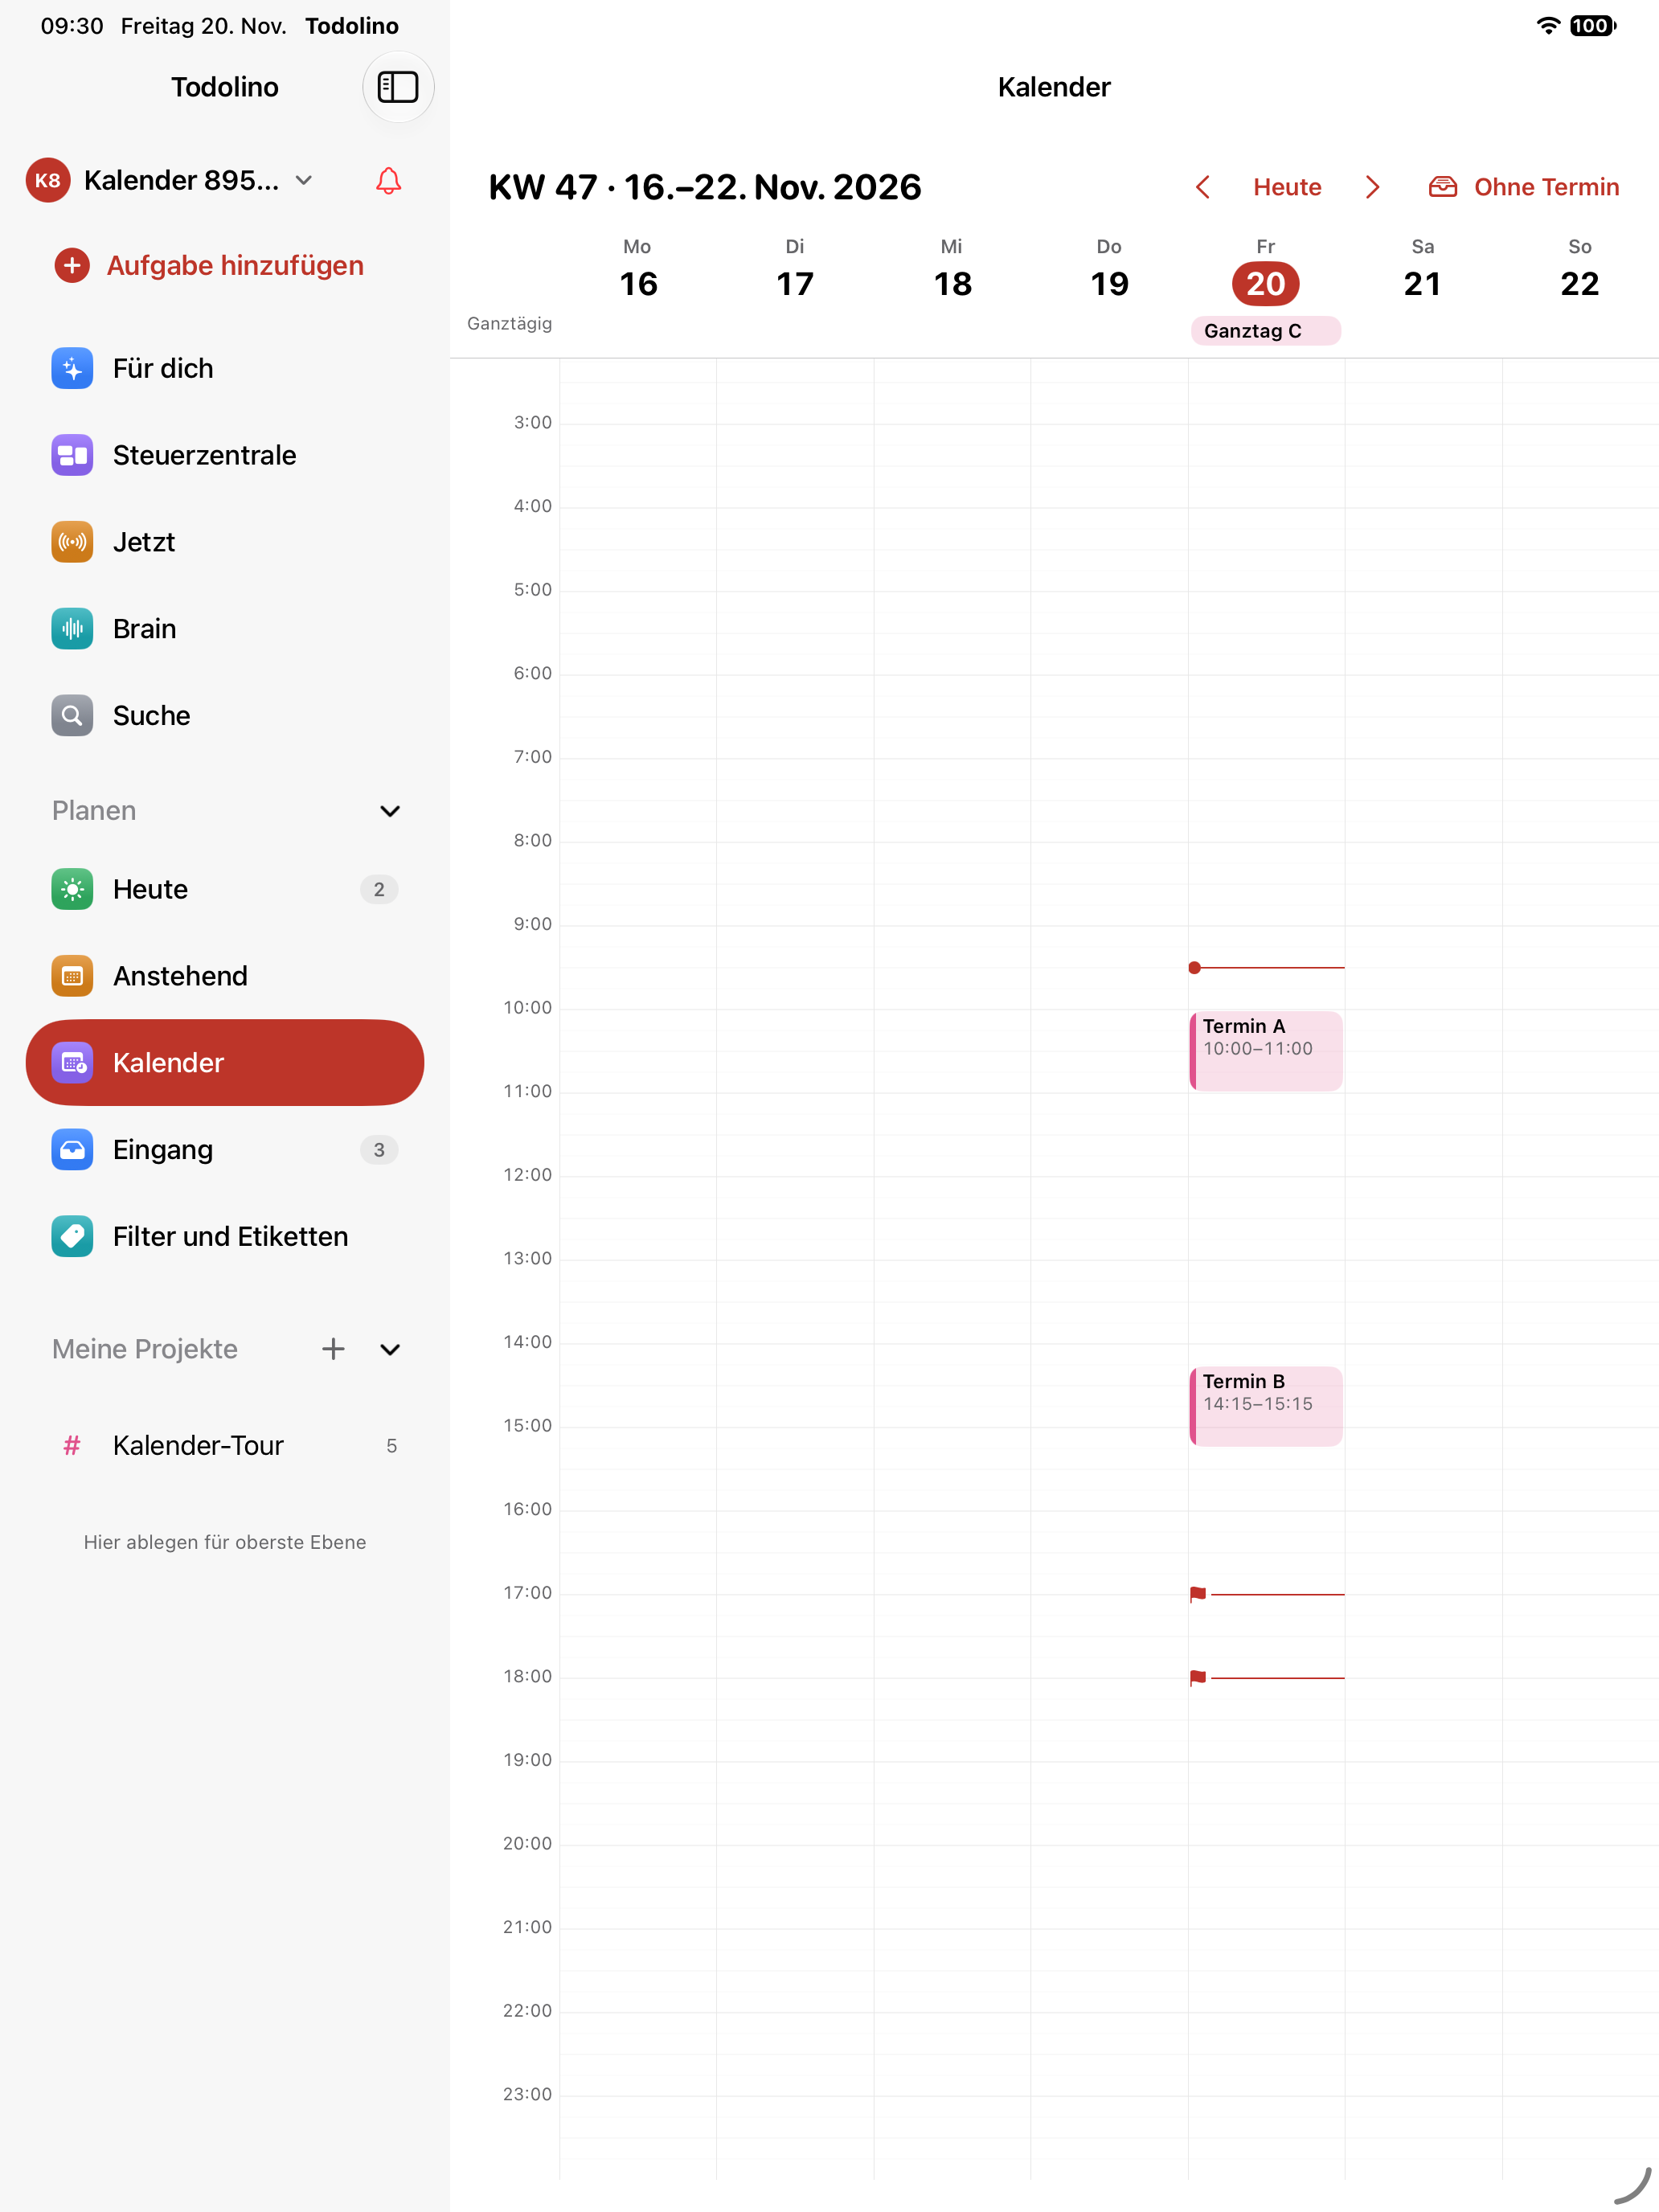 09:30 Freitag 20. Nov. Todolino
100
Todolino
K8 Kalender 895...
Aufgabe hinzufügen
Für dich
Steuerzentrale
Jetzt
Brain
Suche
Planen
Heute 2
Anstehend
Kalender
Eingang 3
Filter und Etiketten
Meine Projekte
# Kalender-Tour 5
Hier ablegen für oberste Ebene
Kalender
KW 47 · 16.–22. Nov. 2026
Heute
Ohne Termin
Mo Di Mi Do Fr Sa So
16 17 18 19 20 21 22
Ganztägig Ganztag C
3:00
4:00
5:00
6:00
7:00
8:00
9:00
10:00
Termin A
10:00–11:00
11:00
12:00
13:00
14:00
Termin B
14:15–15:15
15:00
16:00
17:00
18:00
19:00
20:00
21:00
22:00
23:00